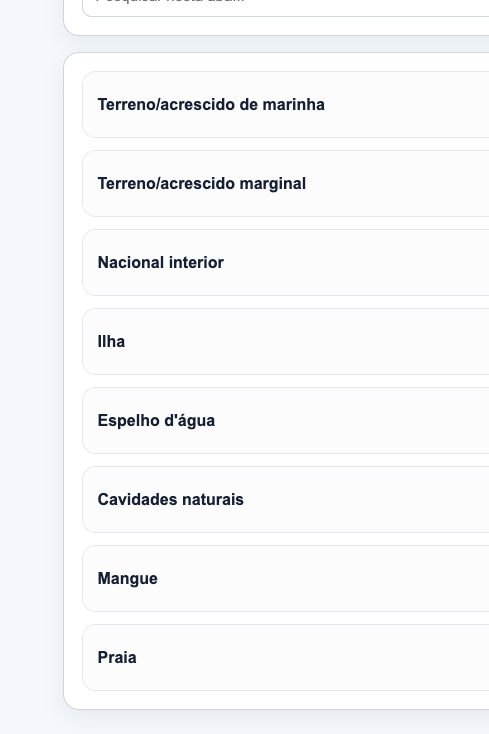 Terreno/acrescido de marinha
Terreno/acrescido marginal
Nacional interior
Ilha
Espelho d'água
Cavidades naturais
Mangue
Praia